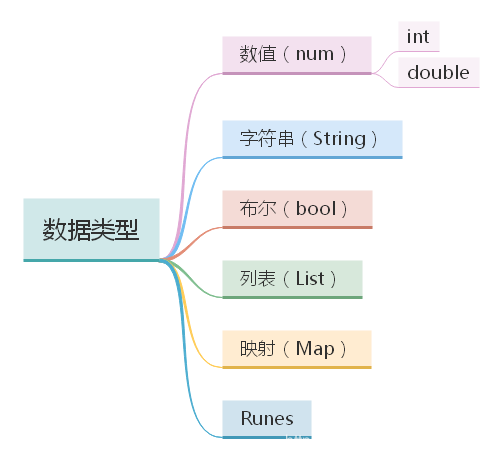 数据类型
数值（num）
int
double
字符串（String）
布尔（bool）
列表（List）
映射（Map）
Runes